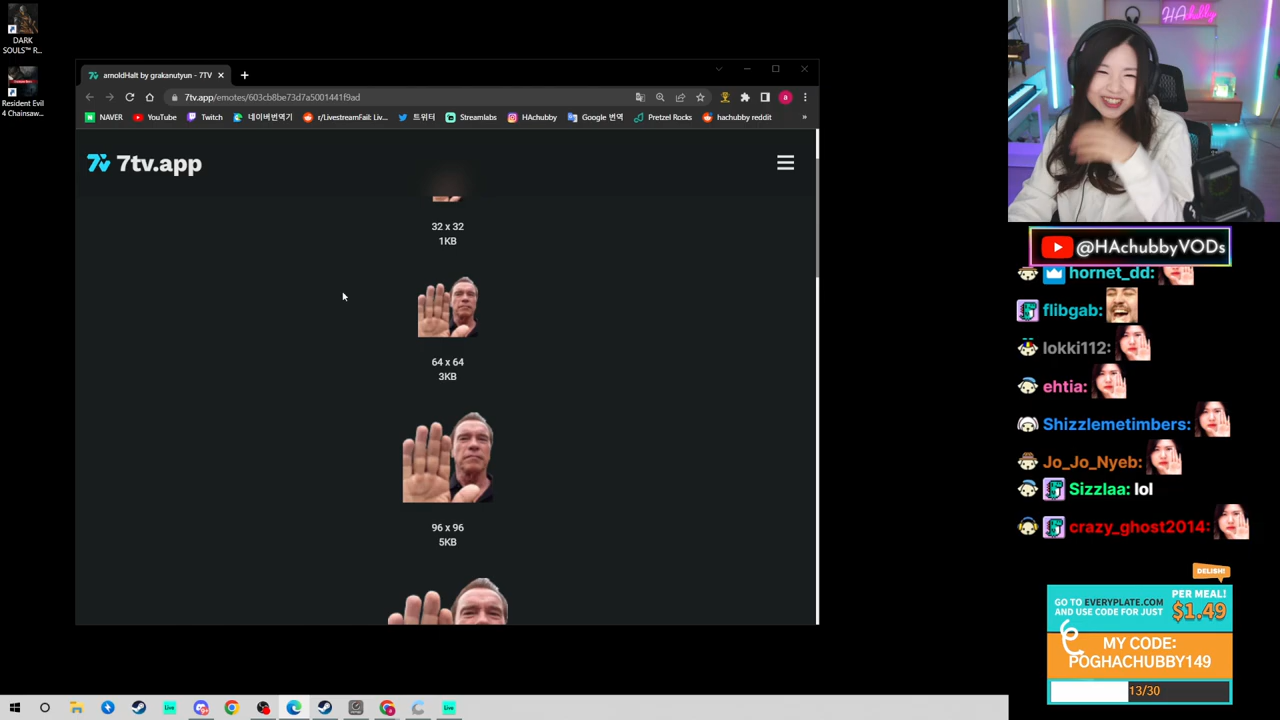 DARK
SOULS™ R...
Resident Evil
4 Chainsaw...
arnoldHalt by grakanutyun - 7TV
7tv.app/emotes/603cb8be73d7a5001441f9ad
NAVER
YouTube
Twitch
네이버번역기
r/LivestreamFail: Liv...
트위터
Streamlabs
HAchubby
Google 번역
Pretzel Rocks
hachubby reddit
»
7tv.app
32 x 32
1KB
64 x 64
3KB
96 x 96
5KB
HAchubby
@HAchubbyVODs
hornet_dd:
flibgab:
lokki112:
ehtia:
Shizzlemetimbers:
Jo_Jo_Nyeb:
Sizzlaa: lol
crazy_ghost2014:
DELISH!
GO TO EVERYPLATE.COM
AND USE CODE FOR JUST
PER MEAL!
$1.49
MY CODE:
POGHACHUBBY149
13/30
Live
Live